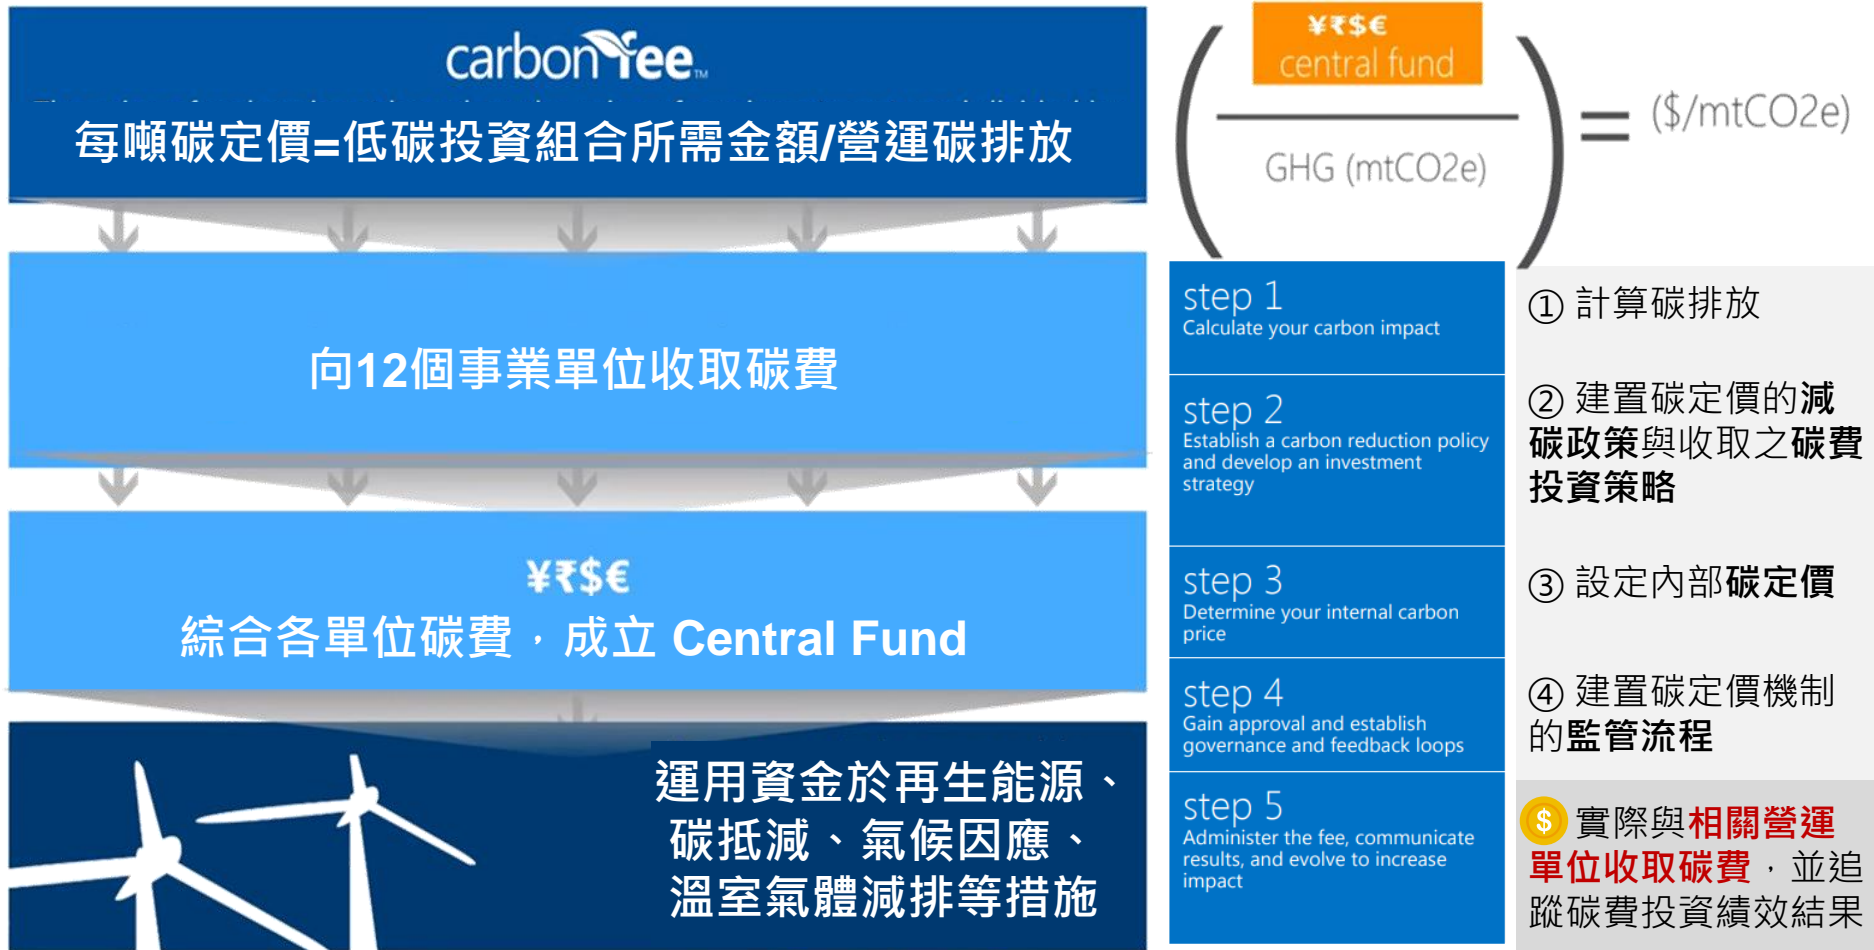 carbon fee™
每噸碳定價=低碳投資組合所需金額/營運碳排放
向12個事業單位收取碳費
¥₹$€
綜合各單位碳費，成立 Central Fund
運用資金於再生能源、
碳抵減、氣候因應、
溫室氣體減排等措施
¥₹$€
central fund
GHG (mtCO2e)
= ($/mtCO2e)
step 1
Calculate your carbon impact
step 2
Establish a carbon reduction policy
and develop an investment
strategy
step 3
Determine your internal carbon
price
step 4
Gain approval and establish
governance and feedback loops
step 5
Administer the fee, communicate
results, and evolve to increase
impact
① 計算碳排放
② 建置碳定價的減
碳政策與收取之碳費
投資策略
③ 設定內部碳定價
④ 建置碳定價機制
的監管流程
$ 實際與相關營運
單位收取碳費，並追
蹤碳費投資績效結果